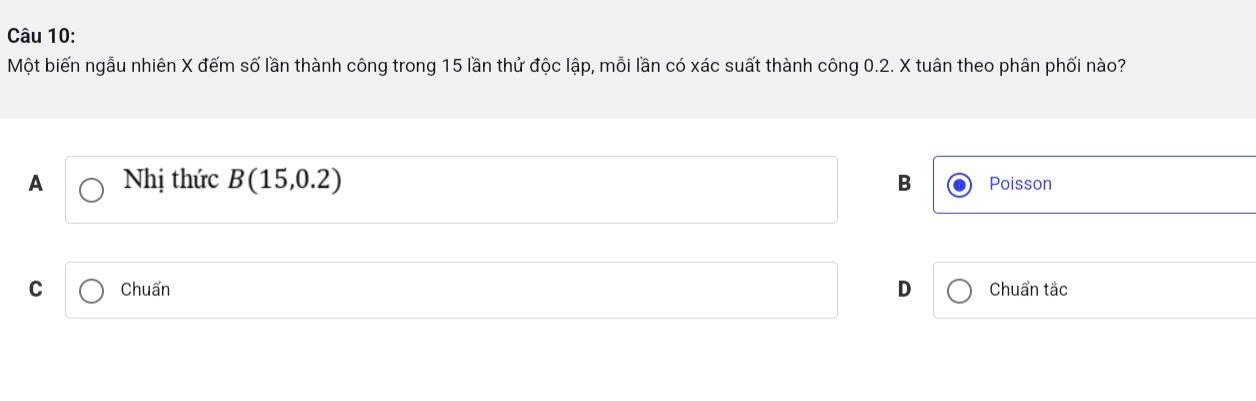 Câu 10:
Một biến ngẫu nhiên X đếm số lần thành công trong 15 lần thử độc lập, mỗi lần có xác suất thành công 0.2. X tuân theo phân phối nào?
A Nhị thức B(15,0.2)
B Poisson
C Chuẩn
D Chuẩn tắc